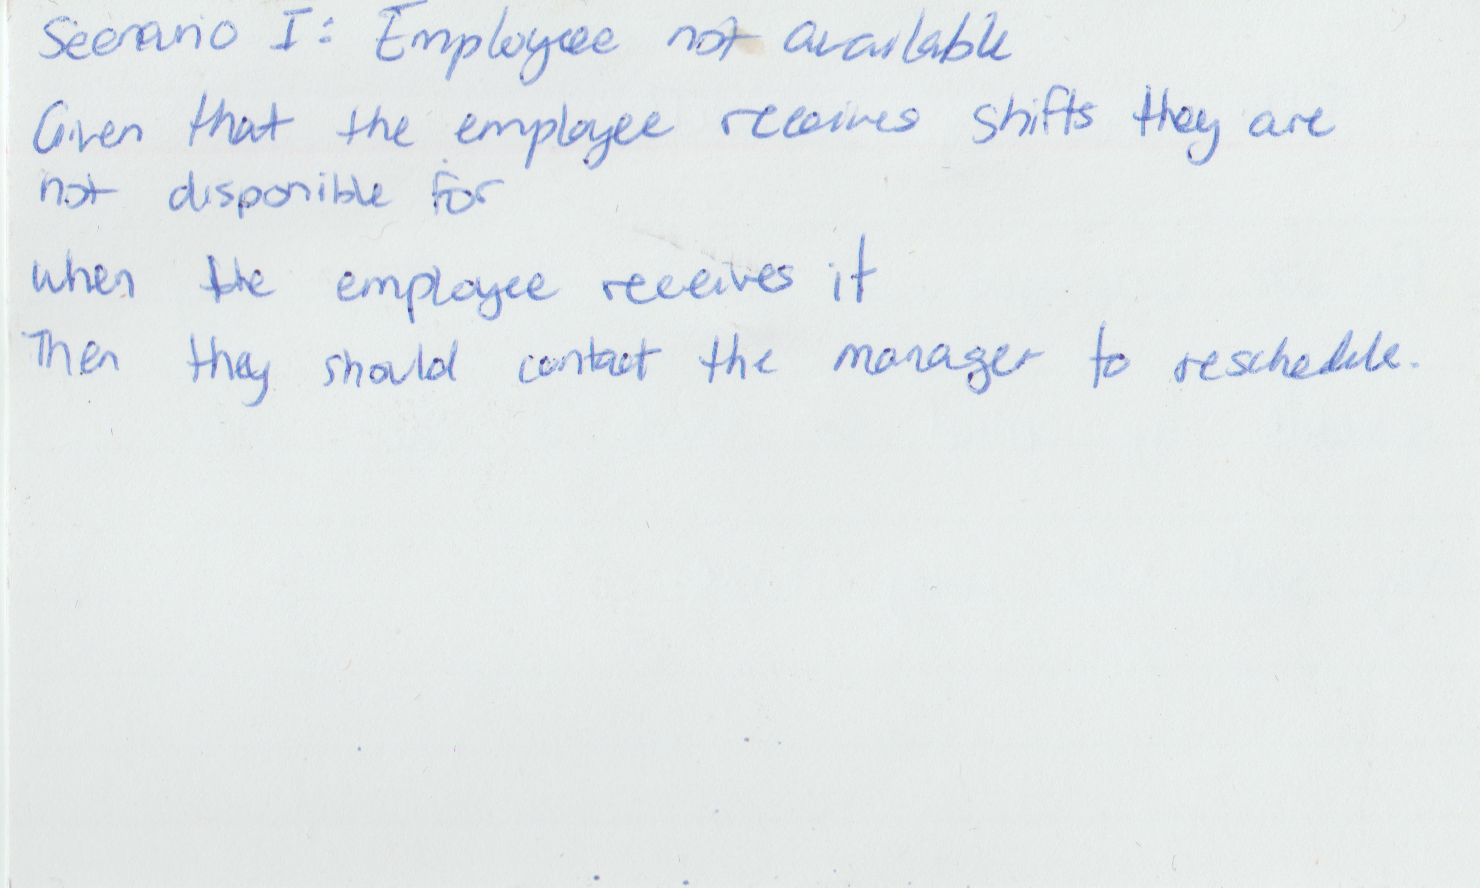 Scenario I: Employee not available
Given that the employee receives shifts they are
not disponible for
when the employee receives it
Then they should contact the manager to reschedule.